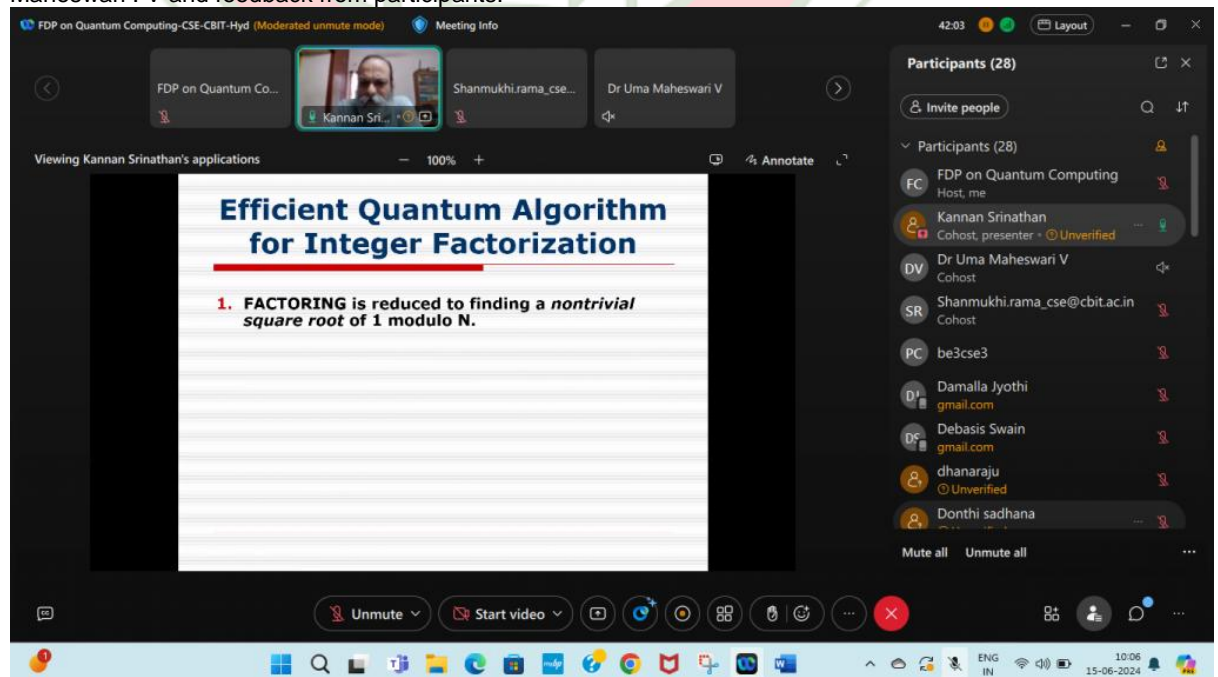 Maheswari PV and feedback from participants.
FDP on Quantum Computing-CSE-CBIT-Hyd (Moderated unmute mode) Meeting Info 42:03 Layout
FDP on Quantum Co...
Kannan Sri...
Shanmukhi.rama_cse...
Dr Uma Maheswari V
Viewing Kannan Srinathan's applications − 100% + Annotate
Efficient Quantum Algorithm
for Integer Factorization
1. FACTORING is reduced to finding a nontrivial
square root of 1 modulo N.
Participants (28)
Invite people
Participants (28)
FC FDP on Quantum Computing
Host, me
Kannan Srinathan
Cohost, presenter • Unverified
DV Dr Uma Maheswari V
Cohost
SR Shanmukhi.rama_cse@cbit.ac.in
Cohost
PC be3cse3
DJ Damalla Jyothi
gmail.com
DS Debasis Swain
gmail.com
dhanaraju
Unverified
Donthi sadhana
Mute all Unmute all
Unmute Start video
ENG
IN
10:06
15-06-2024